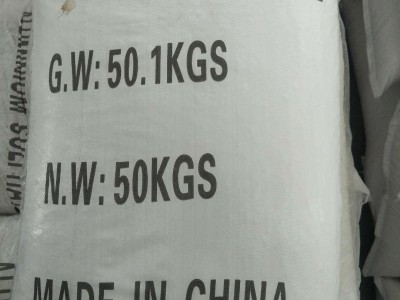 G.W: 50.1KGS
N.W: 50KGS
MADE IN CHINA